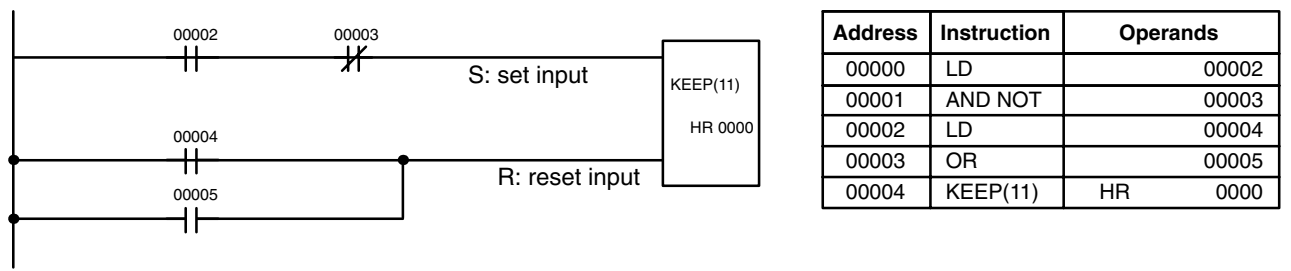 00002 00003
S: set input
KEEP(11)
HR 0000
00004
R: reset input
00005
Address Instruction Operands
00000 LD 00002
00001 AND NOT 00003
00002 LD 00004
00003 OR 00005
00004 KEEP(11) HR 0000